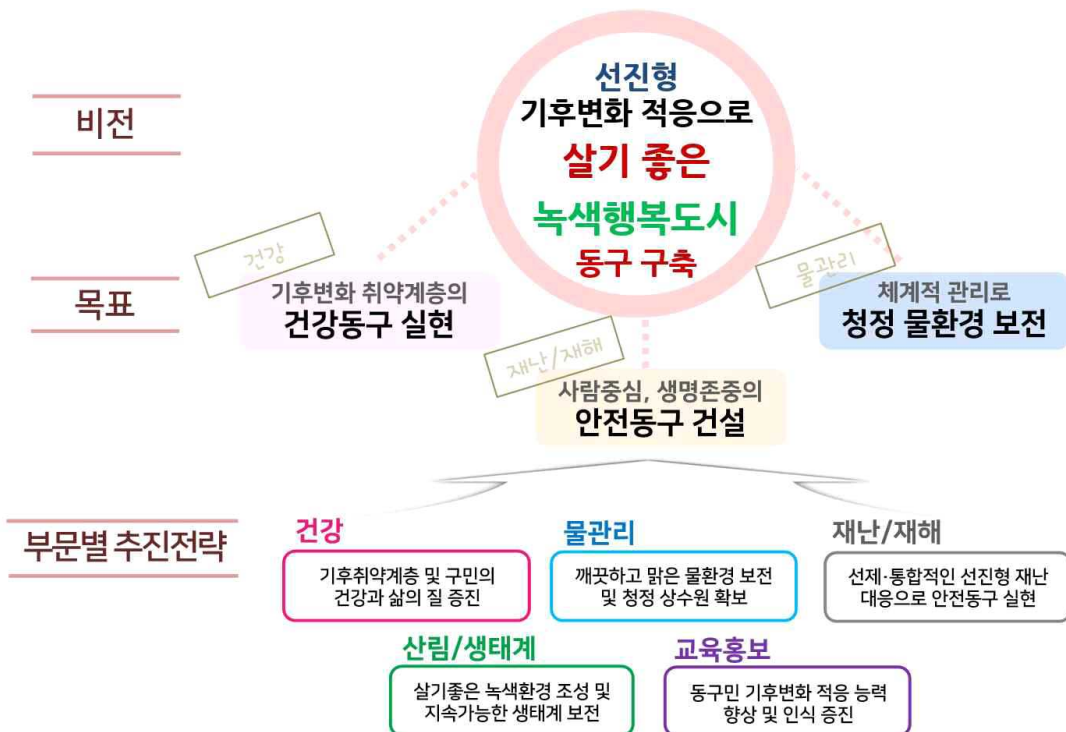 비전
선진형
기후변화 적응으로
살기 좋은
녹색행복도시
동구 구축
목표
건강
기후변화 취약계층의
건강동구 실현
재난/재해
사람중심, 생명존중의
안전동구 건설
물관리
체계적 관리로
청정 물환경 보전
부문별 추진전략
건강
기후취약계층 및 구민의
건강과 삶의 질 증진
물관리
깨끗하고 맑은 물환경 보전
및 청정 상수원 확보
재난/재해
선제·통합적인 선진형 재난
대응으로 안전동구 실현
산림/생태계
살기좋은 녹색환경 조성 및
지속가능한 생태계 보전
교육홍보
동구민 기후변화 적응 능력
향상 및 인식 증진